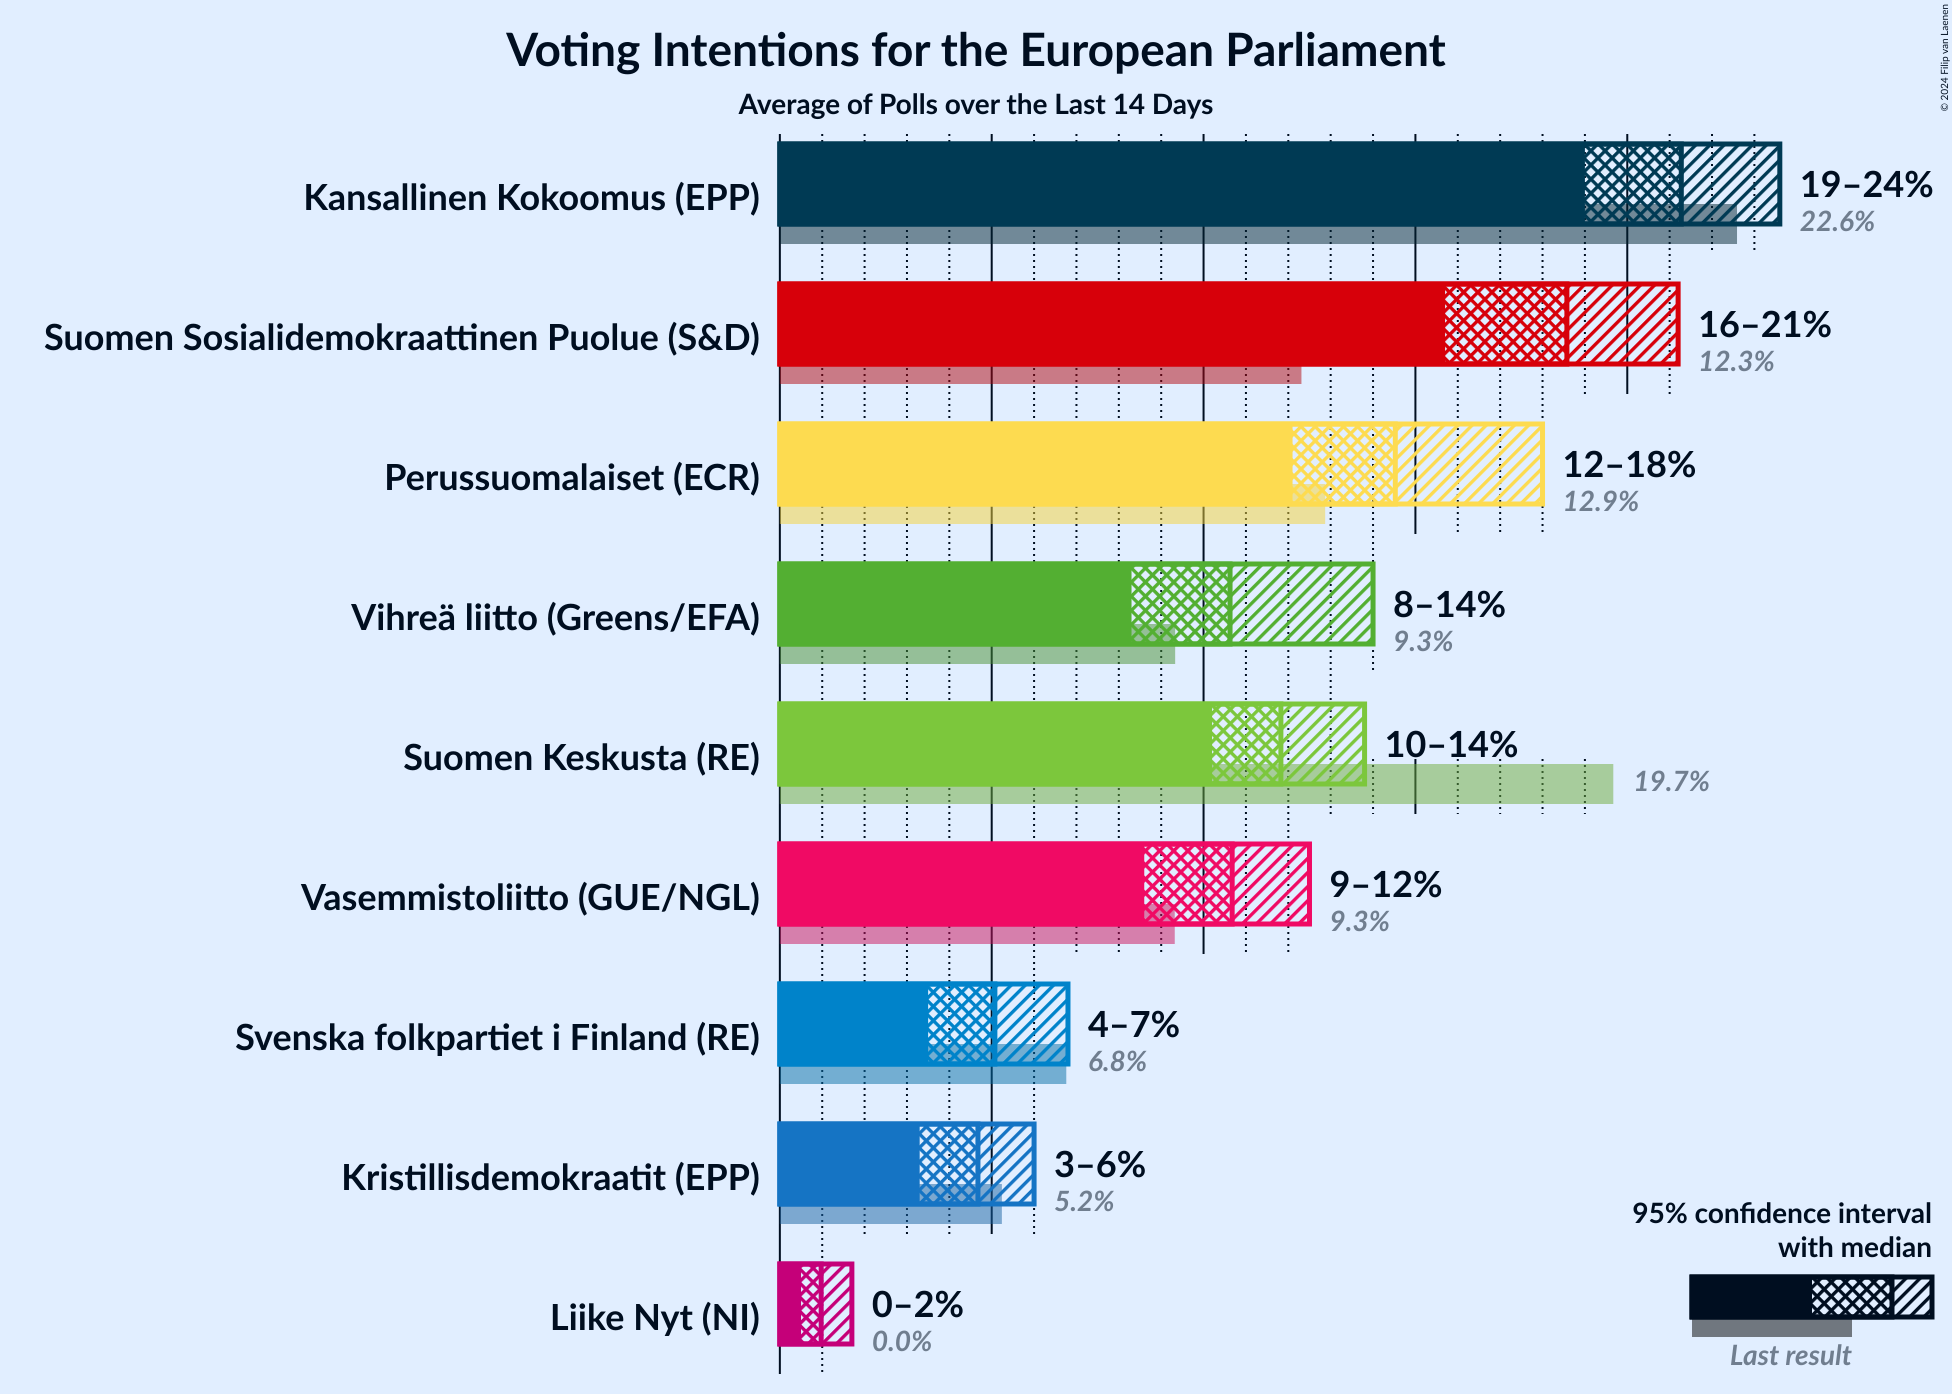 Voting Intentions for the European Parliament
Average of Polls over the Last 14 Days
© 2024 Filip van Laenen
Kansallinen Kokoomus (EPP)
19–24%
22.6%
Suomen Sosialidemokraattinen Puolue (S&D)
16–21%
12.3%
Perussuomalaiset (ECR)
12–18%
12.9%
Vihreä liitto (Greens/EFA)
8–14%
9.3%
Suomen Keskusta (RE)
10–14%
19.7%
Vasemmistoliitto (GUE/NGL)
9–12%
9.3%
Svenska folkpartiet i Finland (RE)
4–7%
6.8%
Kristillisdemokraatit (EPP)
3–6%
5.2%
Liike Nyt (NI)
0–2%
0.0%
95% confidence interval
with median
Last result